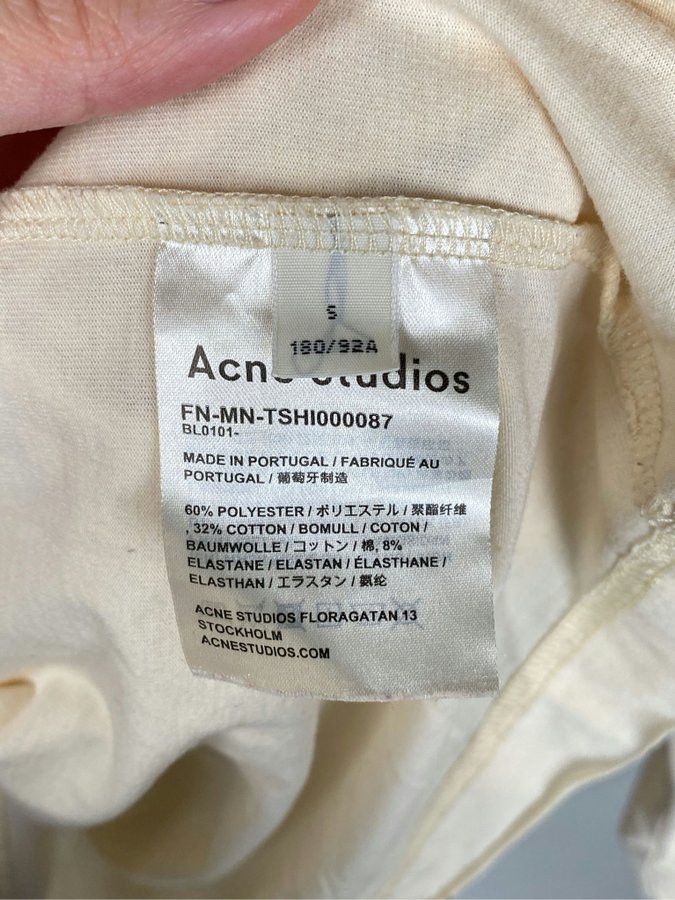 S
180/92A
Acne Studios
FN-MN-TSHI000087
BL0101-
MADE IN PORTUGAL / FABRIQUÉ AU
PORTUGAL / 葡萄牙制造
60% POLYESTER / ポリエステル / 聚酯纤维
, 32% COTTON / BOMULL / COTON /
BAUMWOLLE / コットン / 棉, 8%
ELASTANE / ELASTAN / ÉLASTHANE /
ELASTHAN / エラスタン / 氨纶
ACNE STUDIOS FLORAGATAN 13
STOCKHOLM
ACNESTUDIOS.COM